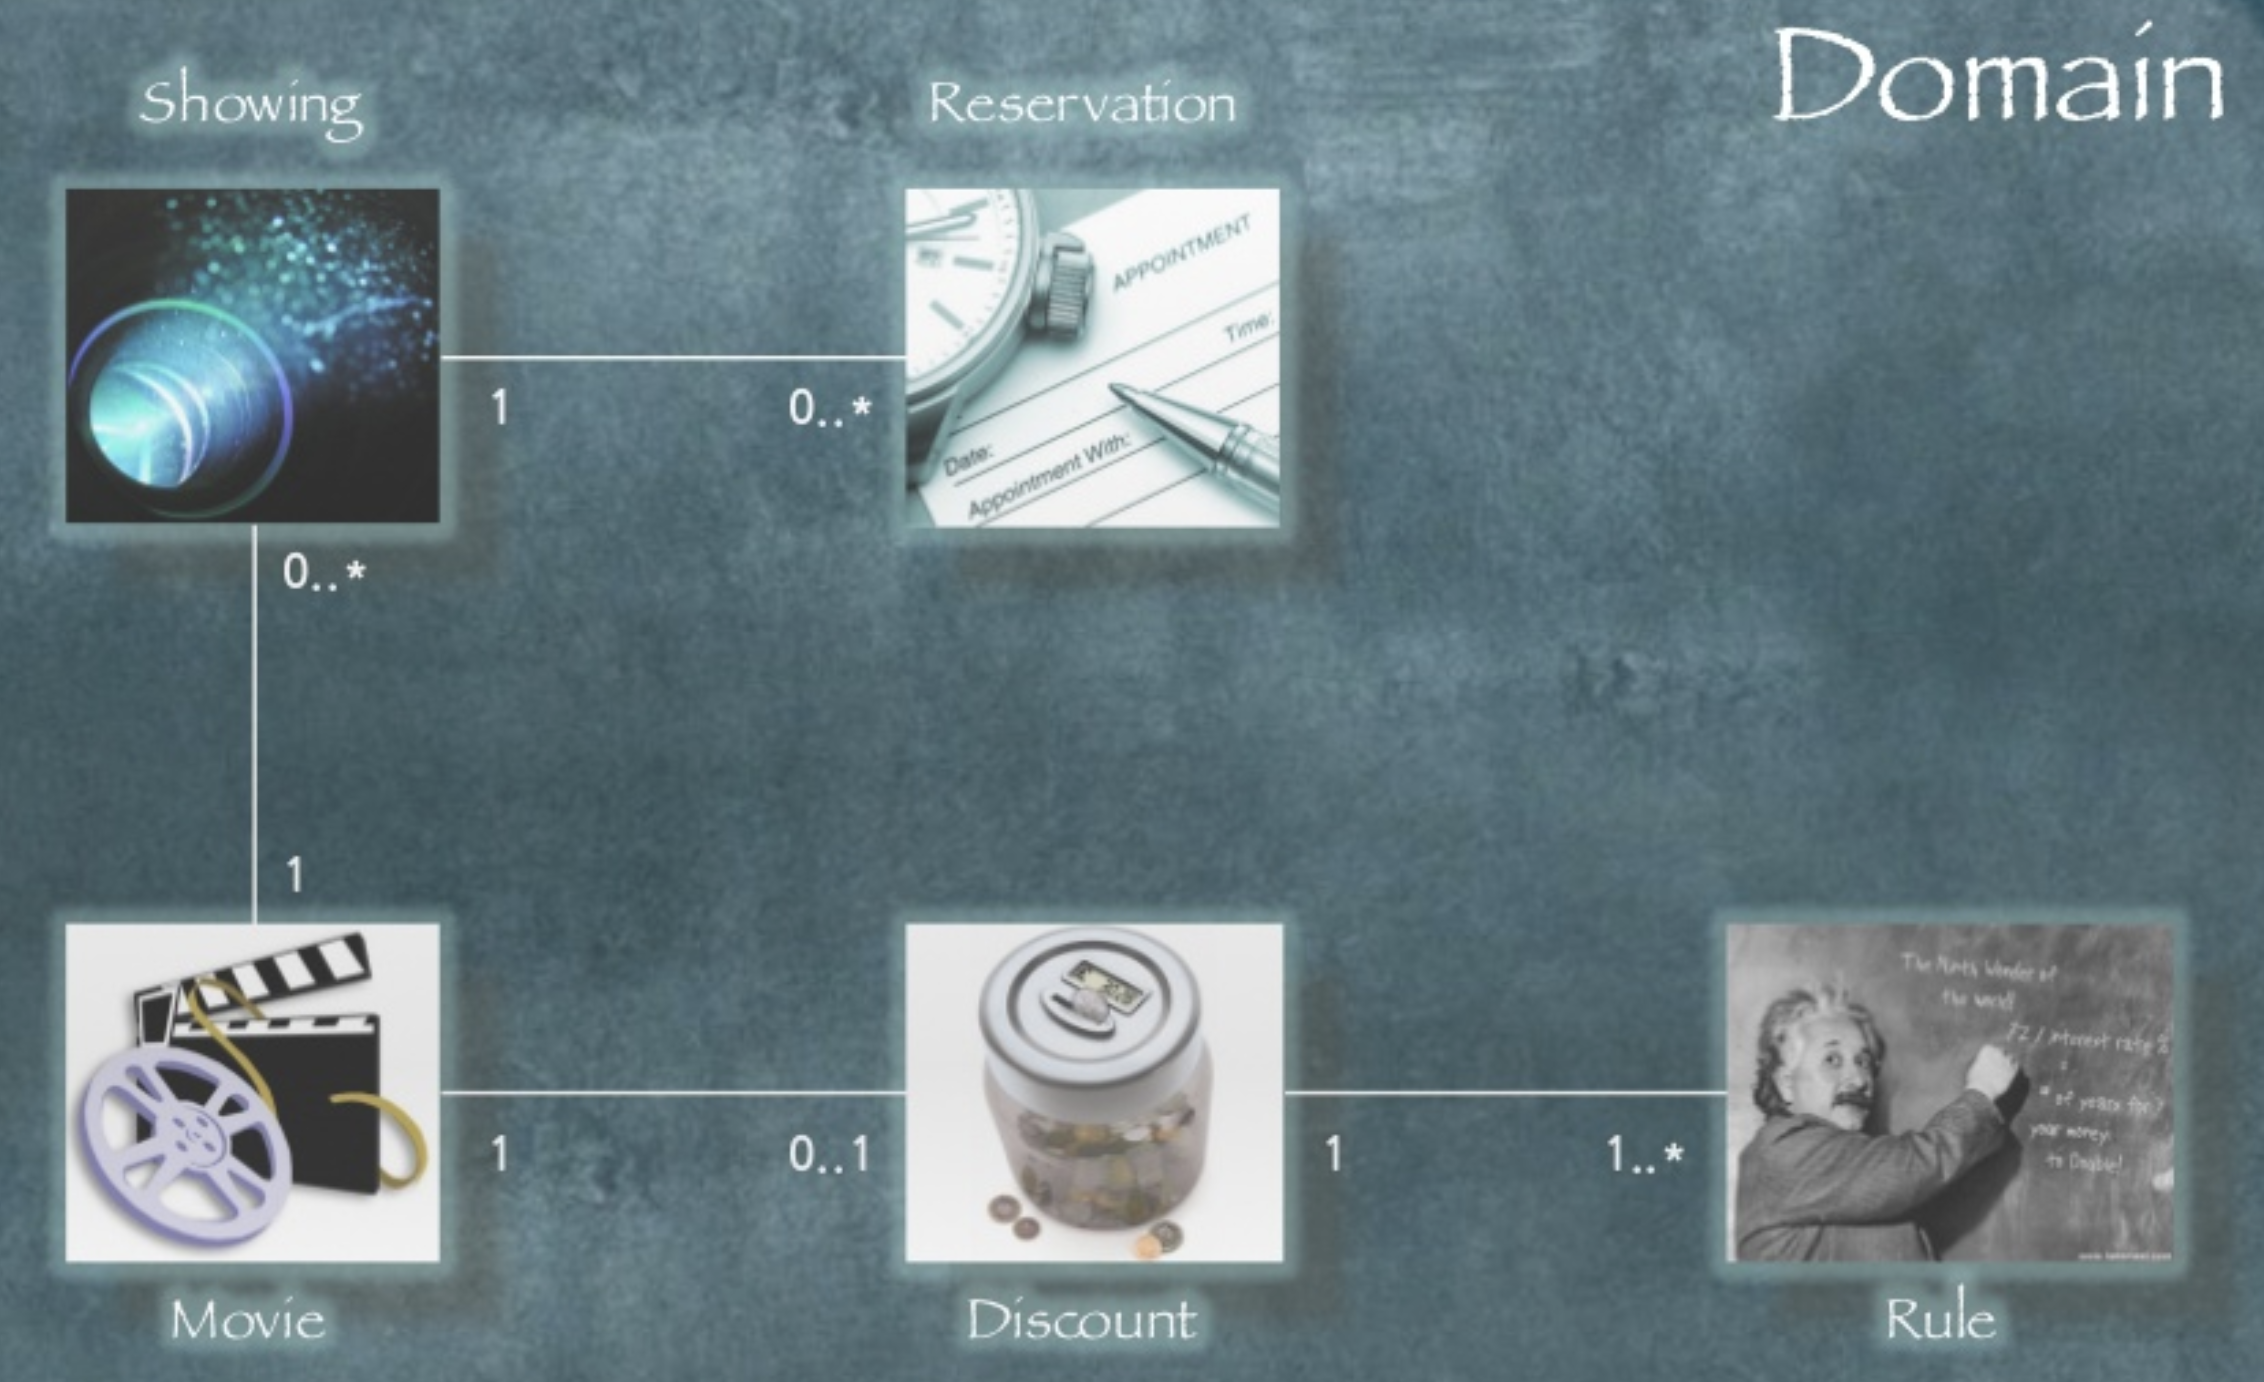 Domain
Showing
Reservation
APPOINTMENT
Time:
Date:
Appointment With:
1
0..*
0..*
1
1
0..1
1
1..*
The Ninth Wonder of
the world!
72 / interest rate %
=
# of years for
your money
to Double!
Movie
Discount
Rule